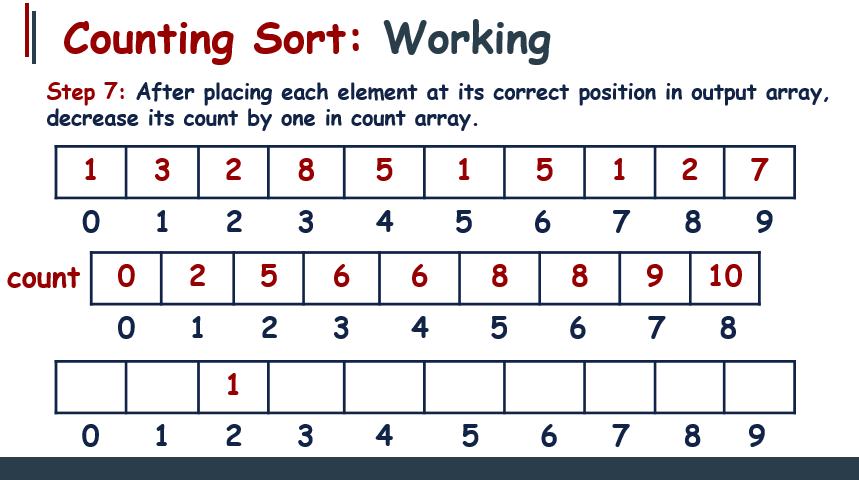 Counting Sort: Working
Step 7: After placing each element at its correct position in output array,
decrease its count by one in count array.
1 3 2 8 5 1 5 1 2 7
0 1 2 3 4 5 6 7 8 9
count 0 2 5 6 6 8 8 9 10
0 1 2 3 4 5 6 7 8
1
0 1 2 3 4 5 6 7 8 9